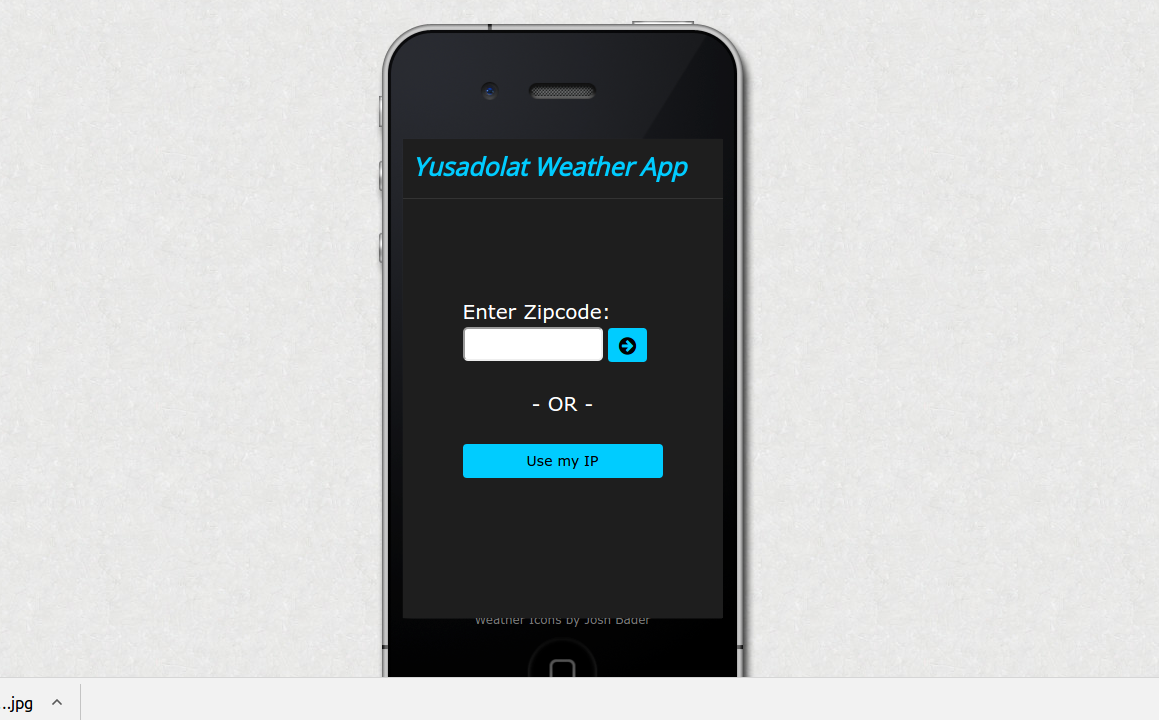 Yusadolat Weather App
Enter Zipcode:
- OR -
Use my IP
Weather Icons by Josh Bader
...jpg